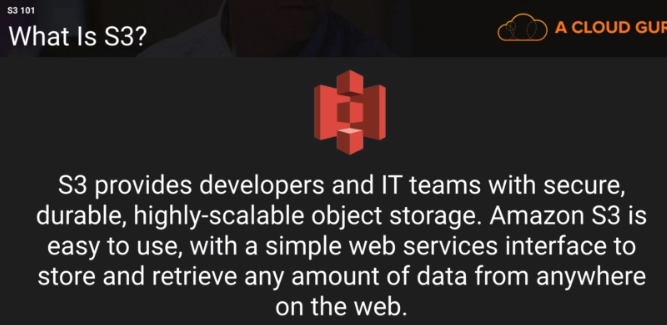 S3 101
What Is S3?
A CLOUD GUR
S3 provides developers and IT teams with secure,
durable, highly-scalable object storage. Amazon S3 is
easy to use, with a simple web services interface to
store and retrieve any amount of data from anywhere
on the web.